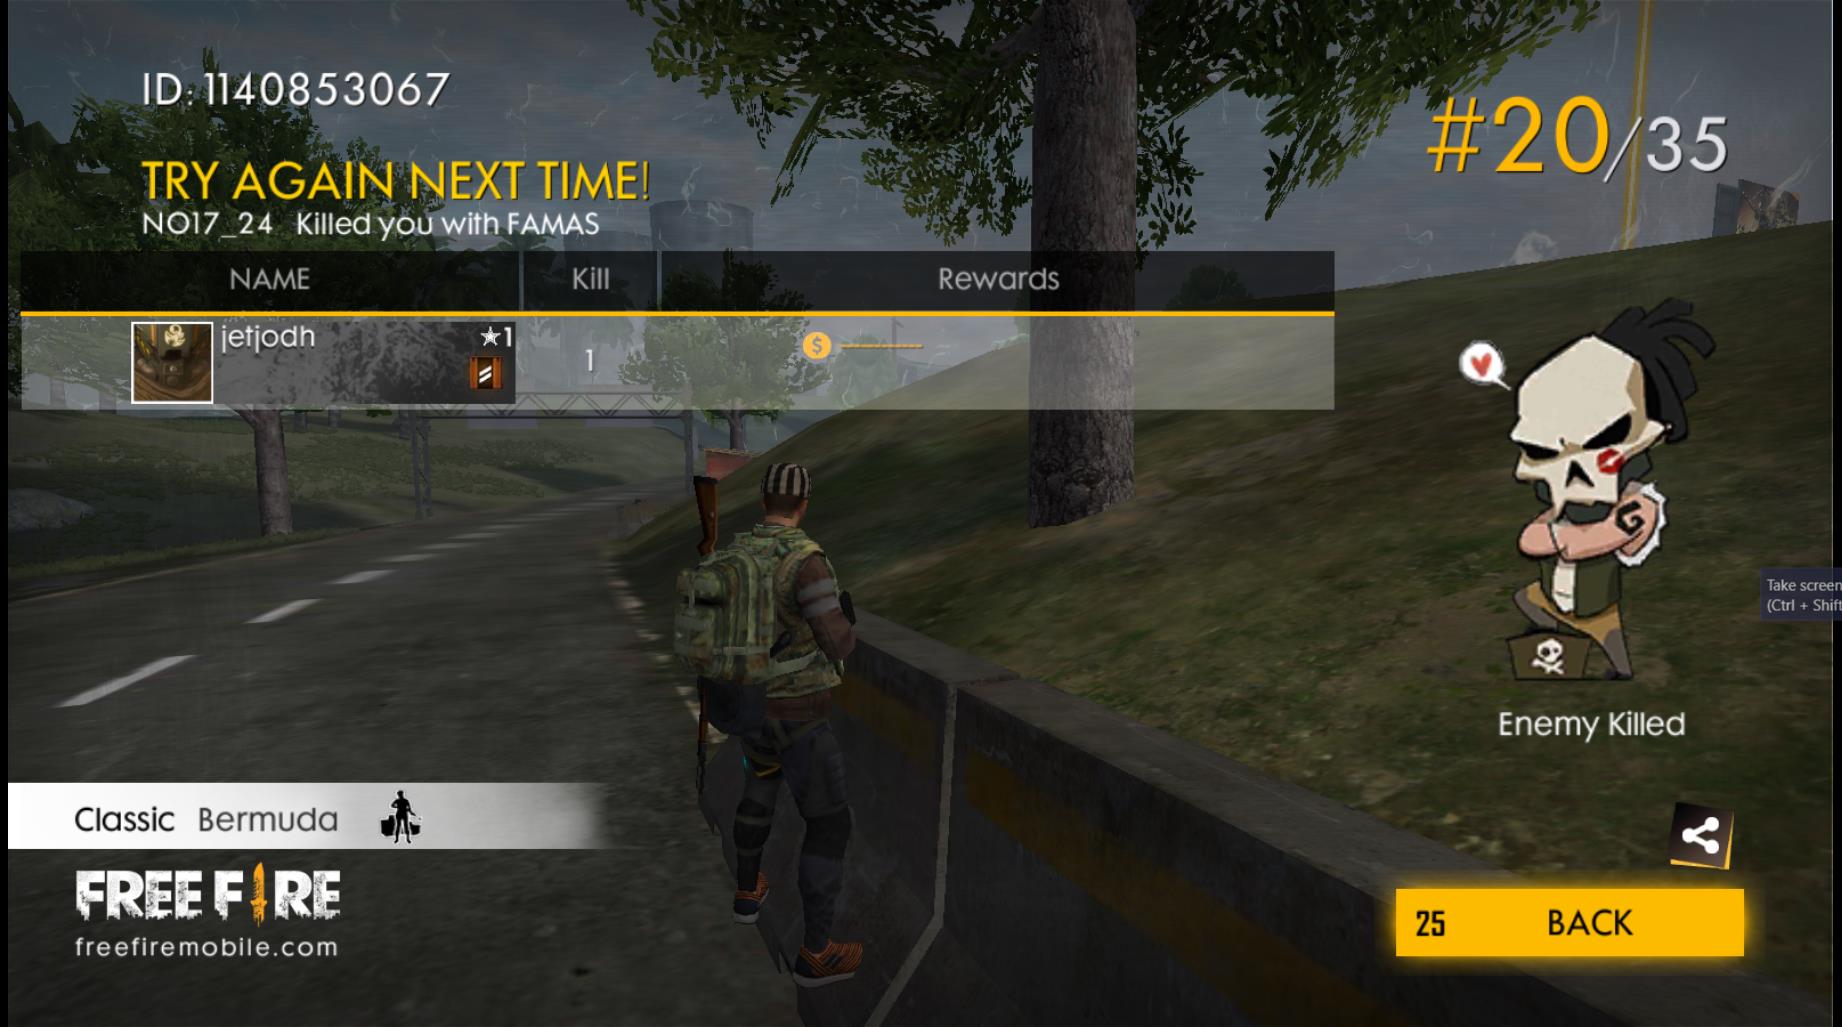 ID: 1140853067
#20/35
TRY AGAIN NEXT TIME!
NO17_24 Killed you with FAMAS
NAME Kill Rewards
jetjodh 1
1
Take screen
(Ctrl + Shift
Enemy Killed
Classic Bermuda
FREE FIRE
freefiremobile.com
25 BACK